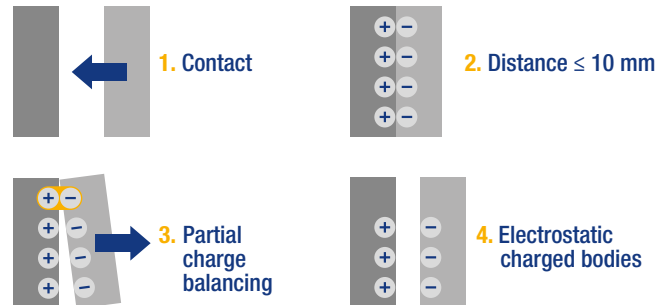 1. Contact
2. Distance ≤ 10 mm
+ −
+ −
+ −
+ −
3. Partial
charge
balancing
+ −
+ −
+ −
+ −
4. Electrostatic
charged bodies
+ −
+ −
+ −